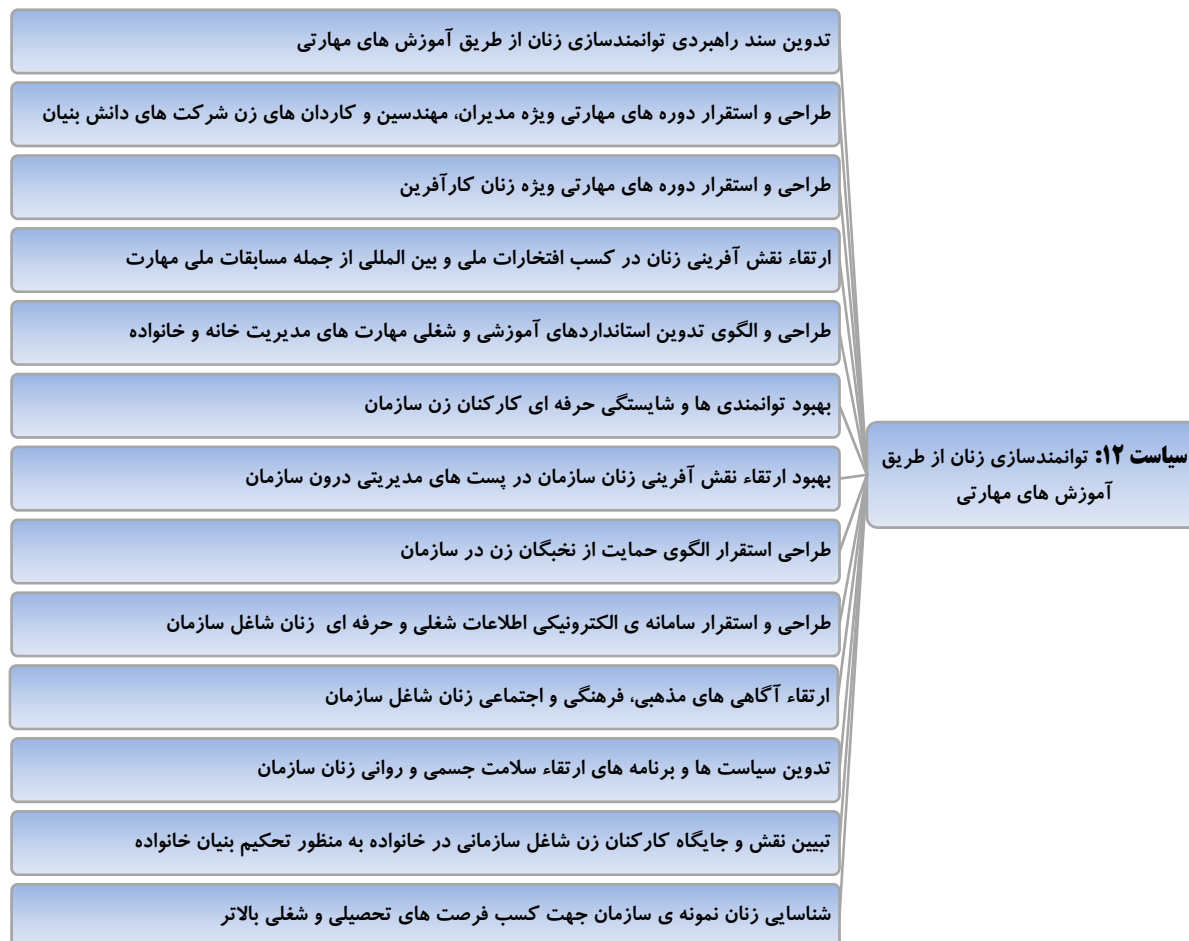 سیاست ۱۲: توانمندسازی زنان از طریق
آموزش های مهارتی
تدوین سند راهبردی توانمندسازی زنان از طریق آموزش های مهارتی
طراحی و استقرار دوره های مهارتی ویژه مدیران، مهندسین و کاردان های زن شرکت های دانش بنیان
طراحی و استقرار دوره های مهارتی ویژه زنان کارآفرین
ارتقاء نقش آفرینی زنان در کسب افتخارات ملی و بین المللی از جمله مسابقات ملی مهارت
طراحی و الگوی تدوین استانداردهای آموزشی و شغلی مهارت های مدیریت خانه و خانواده
بهبود توانمندی ها و شایستگی حرفه ای کارکنان زن سازمان
بهبود ارتقاء نقش آفرینی زنان سازمان در پست های مدیریتی درون سازمان
طراحی استقرار الگوی حمایت از نخبگان زن در سازمان
طراحی و استقرار سامانه ی الکترونیکی اطلاعات شغلی و حرفه ای زنان شاغل سازمان
ارتقاء آگاهی های مذهبی، فرهنگی و اجتماعی زنان شاغل سازمان
تدوین سیاست ها و برنامه های ارتقاء سلامت جسمی و روانی زنان سازمان
تبیین نقش و جایگاه کارکنان زن شاغل سازمانی در خانواده به منظور تحکیم بنیان خانواده
شناسایی زنان نمونه ی سازمان جهت کسب فرصت های تحصیلی و شغلی بالاتر